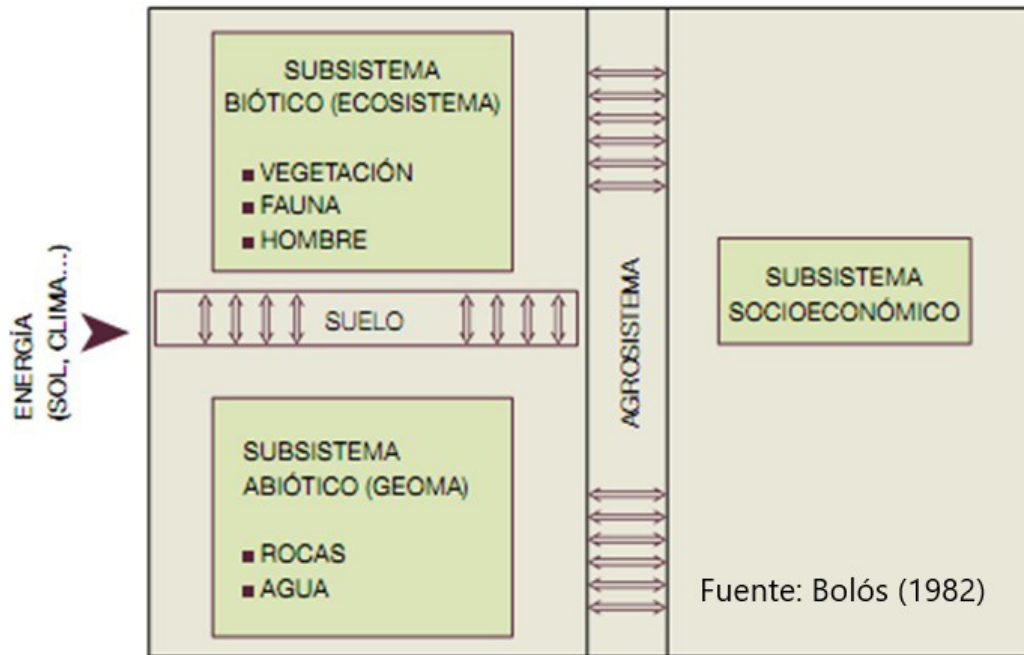 SUBSISTEMA
BIÓTICO (ECOSISTEMA)
■ VEGETACIÓN
■ FAUNA
■ HOMBRE
ENERGÍA
(SOL, CLIMA...)
SUELO
SUBSISTEMA
ABIÓTICO (GEOMA)
■ ROCAS
■ AGUA
AGROSISTEMA
SUBSISTEMA
SOCIOECONÓMICO
Fuente: Bolós (1982)